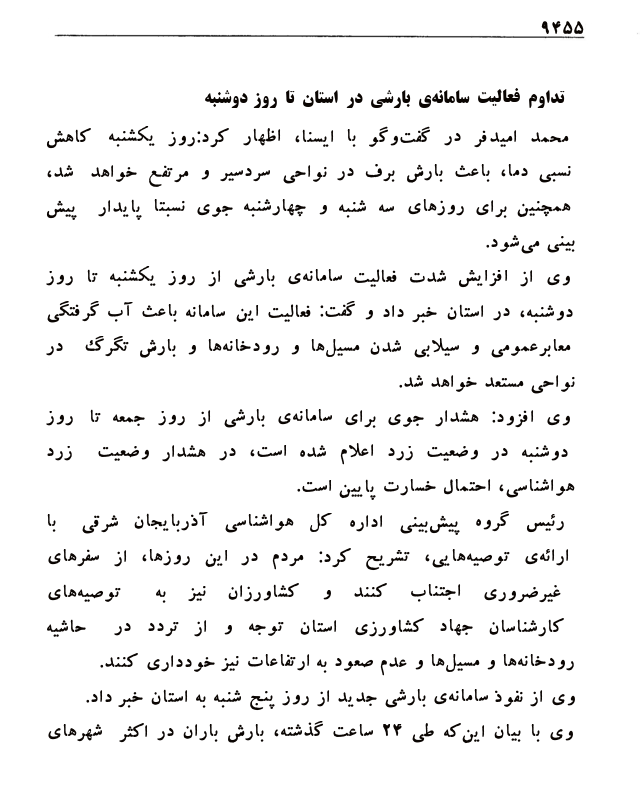 ۹۴۵۵
تداوم فعالیت سامانه‌ی بارشی در استان تا روز دوشنبه
محمد امیدفر در گفت‌وگو با ایسنا، اظهار کرد:روز یکشنبه کاهش
نسبی دما، باعث بارش برف در نواحی سردسیر و مرتفع خواهد شد،
همچنین برای روزهای سه شنبه و چهارشنبه جوی نسبتا پایدار پیش
بینی می‌شود.
وی از افزایش شدت فعالیت سامانه‌ی بارشی از روز یکشنبه تا روز
دوشنبه، در استان خبر داد و گفت: فعالیت این سامانه باعث آب گرفتگی
معابرعمومی و سیلابی شدن مسیل‌ها و رودخانه‌ها و بارش تگرگ در
نواحی مستعد خواهد شد.
وی افزود: هشدار جوی برای سامانه‌ی بارشی از روز جمعه تا روز
دوشنبه در وضعیت زرد اعلام شده است، در هشدار وضعیت زرد
هواشناسی، احتمال خسارت پایین است.
رئیس گروه پیش‌بینی اداره کل هواشناسی آذربایجان شرقی با
ارائه‌ی توصیه‌هایی، تشریح کرد: مردم در این روزها، از سفرهای
غیرضروری اجتناب کنند و کشاورزان نیز به توصیه‌های
کارشناسان جهاد کشاورزی استان توجه و از تردد در حاشیه
رودخانه‌ها و مسیل‌ها و عدم صعود به ارتفاعات نیز خودداری کنند.
وی از نفوذ سامانه‌ی بارشی جدید از روز پنج شنبه به استان خبر داد.
وی با بیان این‌که طی ۲۴ ساعت گذشته، بارش باران در اکثر شهرهای